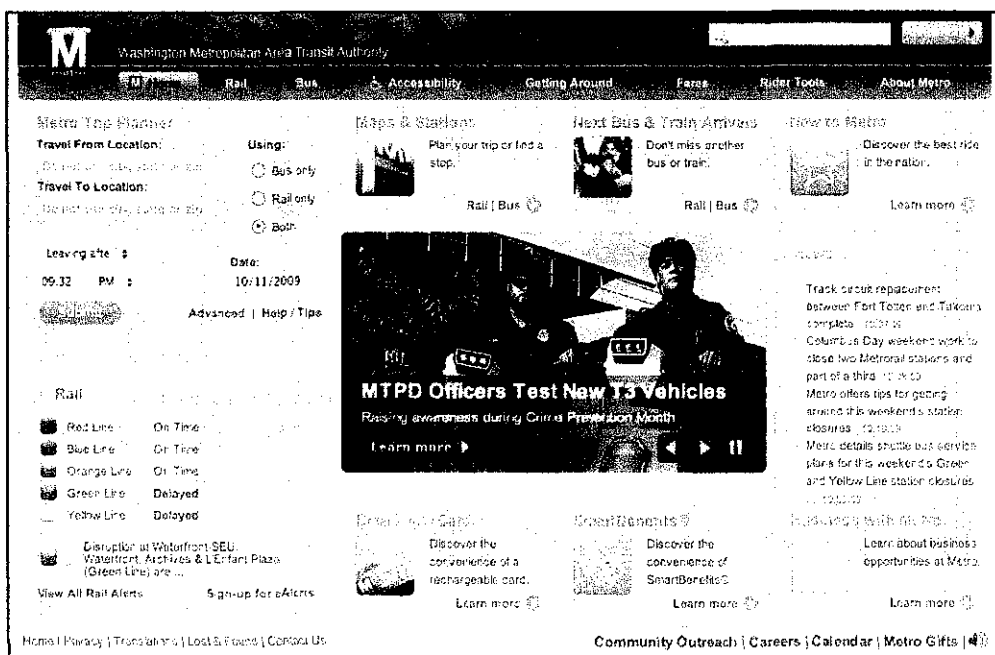 M
Washington Metropolitan Area Transit Authority
Rail
Bus
Accessibility
Getting Around
Fares
Rider Tools
About Metro
Metro Trip Planner
Travel From Location:
Using:
Bus only
Travel To Location:
Rail only
Both
Leaving after
Date:
09:32 PM
10/11/2009
Advanced | Help / Tips
Maps & Stations
Plan your trip or find a
stop.
Rail | Bus
Next Bus & Train Arrivals
Don't miss another
bus or train.
Rail | Bus
How to Metro
Discover the best ride
in the nation.
Learn more
MTPD Officers Test New T3 Vehicles
Raising awareness during Crime Prevention Month
Learn more
News
Track circuit replacement
between Fort Totten and Takoma
complete
Columbus Day weekend work to
close two Metrorail stations and
part of a third
Metro offers tips for getting
around this weekend's station
closures
Metro details shuttle bus service
plans for this weekend's Green
and Yellow Line station closures
Rail
Red Line On Time
Blue Line On Time
Orange Line On Time
Green Line Delayed
Yellow Line Delayed
Disruption at Waterfront-SEU.
Waterfront, Archives & L'Enfant Plaza
(Green Line) are ...
View All Rail Alerts
Sign-up for eAlerts
Discover the
convenience of a
rechargeable card.
Learn more
SmartBenefits®
Discover the
convenience of
SmartBenefits®.
Learn more
Business with Metro
Learn about business
opportunities at Metro.
Learn more
Home | Privacy | Translations | Lost & Found | Contact Us
Community Outreach | Careers | Calendar | Metro Gifts |